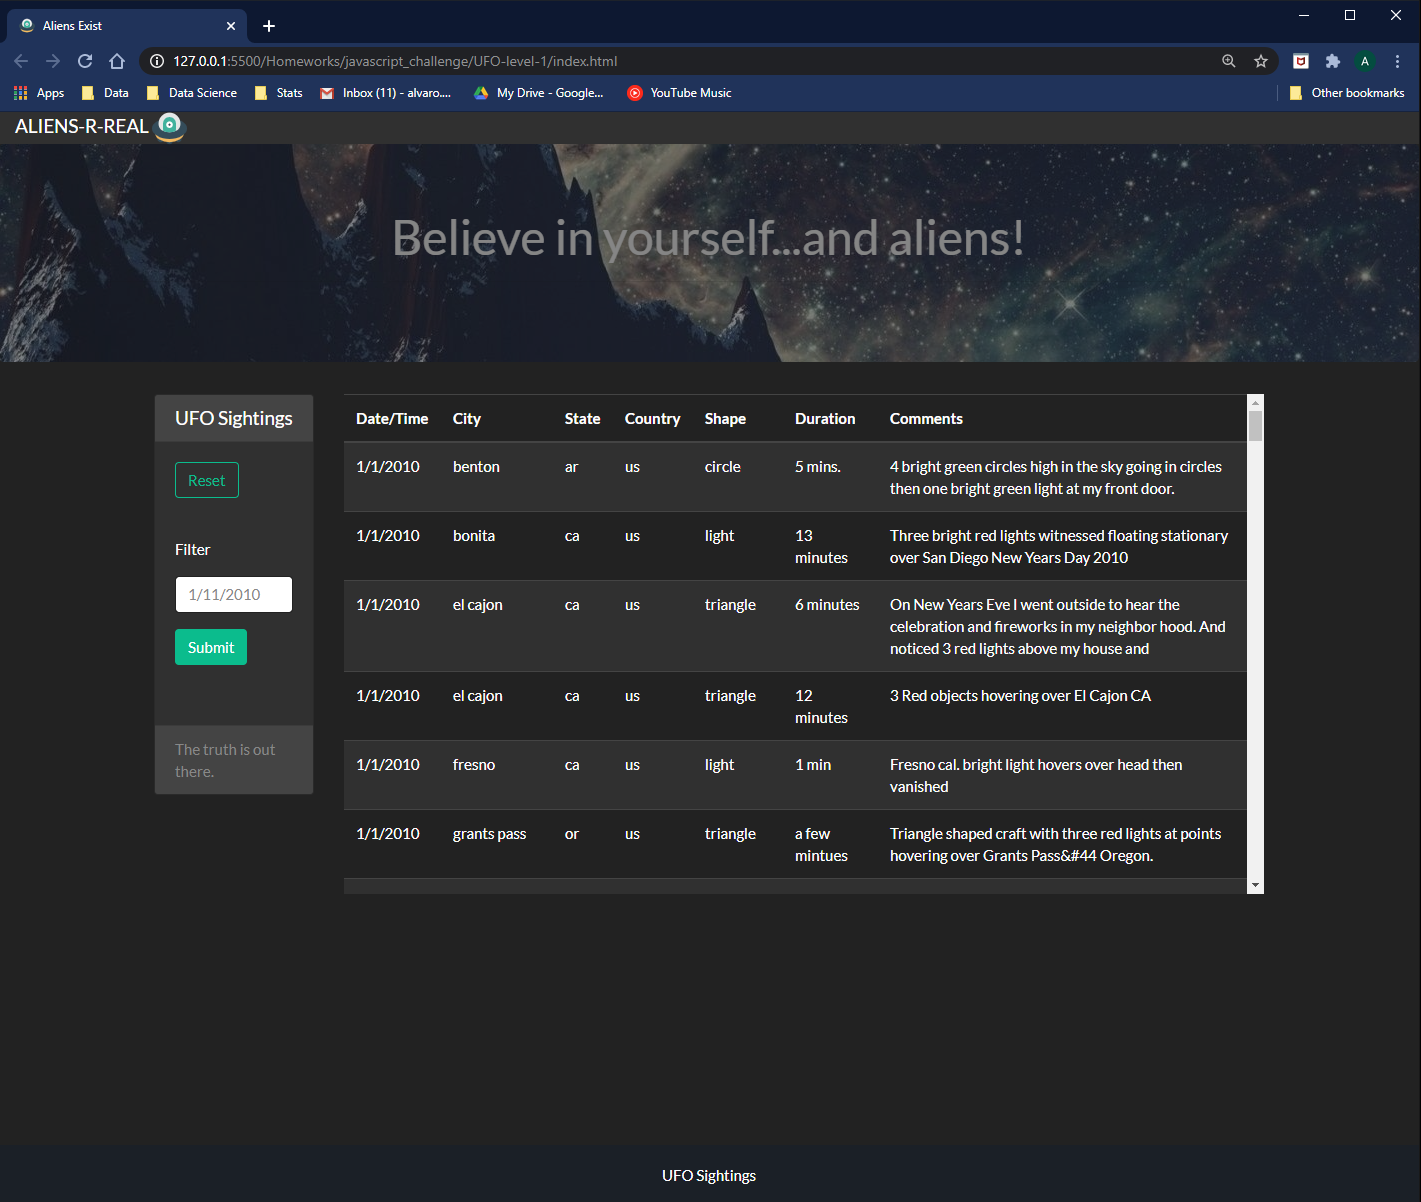 Aliens Exist
127.0.0.1:5500/Homeworks/javascript_challenge/UFO-level-1/index.html
A
Apps Data Data Science Stats Inbox (11) - alvaro.... My Drive - Google... YouTube Music Other bookmarks
ALIENS-R-REAL
Believe in yourself...and aliens!
UFO Sightings
Reset
Filter
1/11/2010
Submit
The truth is out
there.
Date/Time City State Country Shape Duration Comments
1/1/2010 benton ar us circle 5 mins. 4 bright green circles high in the sky going in circles
then one bright green light at my front door.
1/1/2010 bonita ca us light 13 Three bright red lights witnessed floating stationary
minutes over San Diego New Years Day 2010
1/1/2010 el cajon ca us triangle 6 minutes On New Years Eve I went outside to hear the
celebration and fireworks in my neighbor hood. And
noticed 3 red lights above my house and
1/1/2010 el cajon ca us triangle 12 3 Red objects hovering over El Cajon CA
minutes
1/1/2010 fresno ca us light 1 min Fresno cal. bright light hovers over head then
vanished
1/1/2010 grants pass or us triangle a few Triangle shaped craft with three red lights at points
mintues hovering over Grants Pass&#44 Oregon.
UFO Sightings